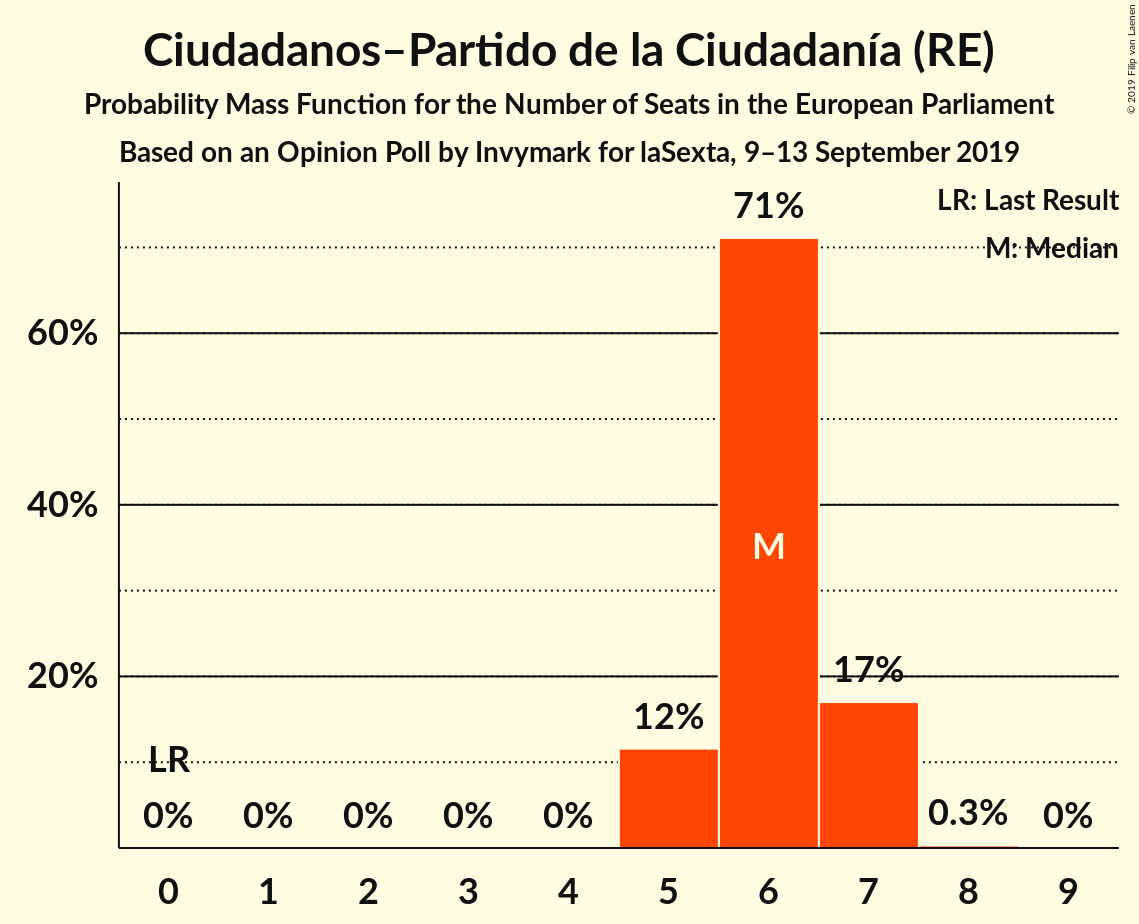 Ciudadanos–Partido de la Ciudadanía (RE)
Probability Mass Function for the Number of Seats in the European Parliament
Based on an Opinion Poll by Invymark for laSexta, 9–13 September 2019
© 2019 Filip van Laenen
LR: Last Result
M: Median
71%
60%
40%
M
20%
17%
12%
LR
0% 0% 0% 0% 0% 0.3% 0%
0 1 2 3 4 5 6 7 8 9